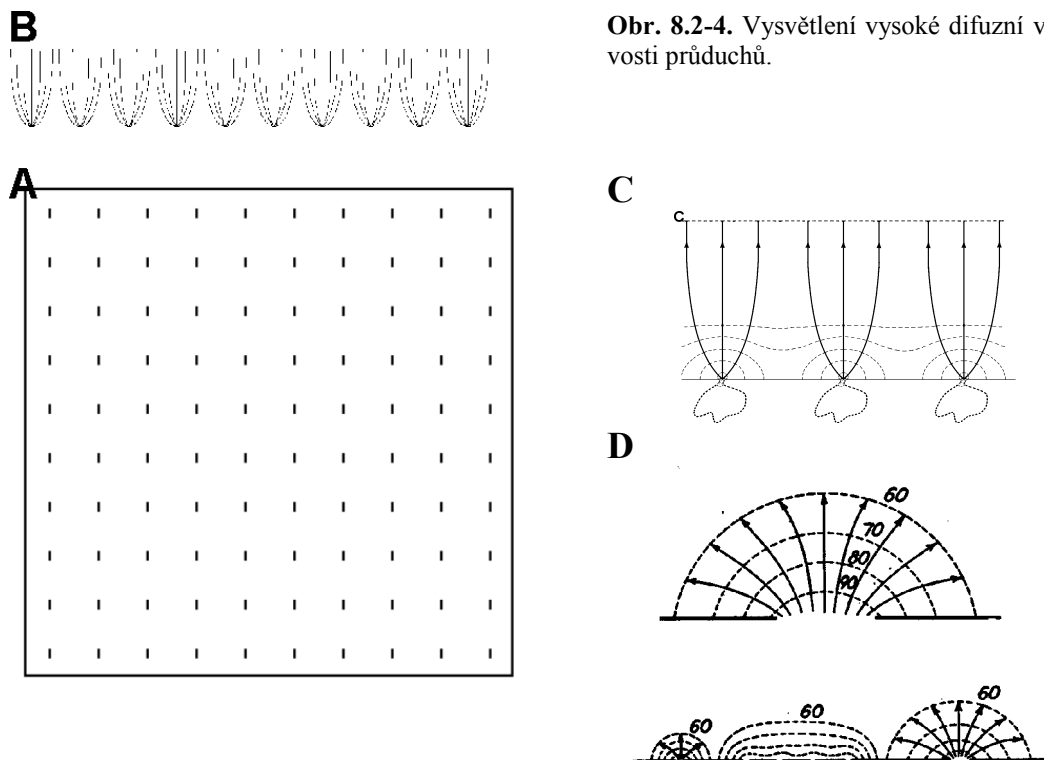 B
Obr. 8.2-4. Vysvětlení vysoké difuzní v
vosti průduchů.
A
C
C
D
60
70
80
90
60
60
60